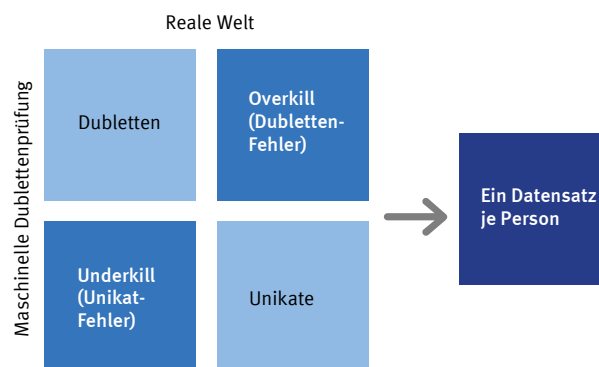 Reale Welt
Maschinelle Dublettenprüfung
Dubletten
Overkill
(Dubletten-
Fehler)
Underkill
(Unikat-
Fehler)
Unikate
Ein Datensatz
je Person